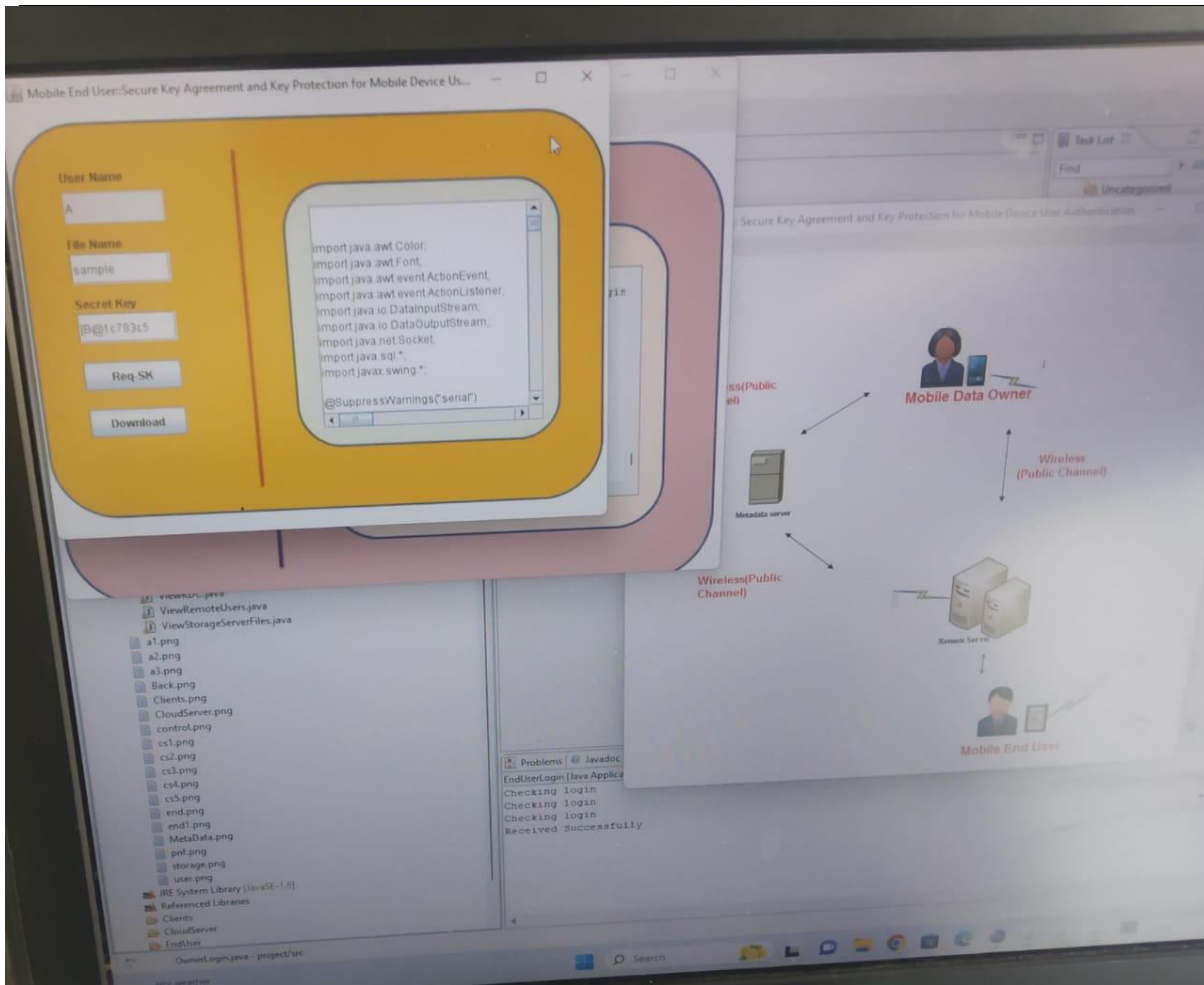 Mobile End User::Secure Key Agreement and Key Protection for Mobile Device Us...
User Name
A
File Name
sample
Secret Key
[B@1c783c5
Req-SK
Download
import java.awt.Color;
import java.awt.Font;
import java.awt.event.ActionEvent;
import java.awt.event.ActionListener;
import java.io.DataInputStream;
import java.io.DataOutputStream;
import java.net.Socket;
import java.sql.*;
import javax.swing.*;
@SuppressWarnings("serial")
gin
Task List
Find
Uncategorized
: Secure Key Agreement and Key Protection for Mobile Device User Authentication
ss(Public
el)
Mobile Data Owner
Wireless
(Public Channel)
Metadata server
Wireless(Public
Channel)
Remote Server
Mobile End User
ViewKDC.java
ViewRemoteUsers.java
ViewStorageServerFiles.java
a1.png
a2.png
a3.png
Back.png
Clients.png
CloudServer.png
control.png
cs1.png
cs2.png
cs3.png
cs4.png
cs5.png
end.png
end1.png
MetaData.png
pnf.png
storage.png
user.png
JRE System Library [JavaSE-1.6]
Referenced Libraries
Clients
CloudServer
EndUser
Problems
Javadoc
EndUserLogin [Java Applica
Checking login
Checking login
Checking login
Received Successfully
OwnerLogin.java - project/src
Search